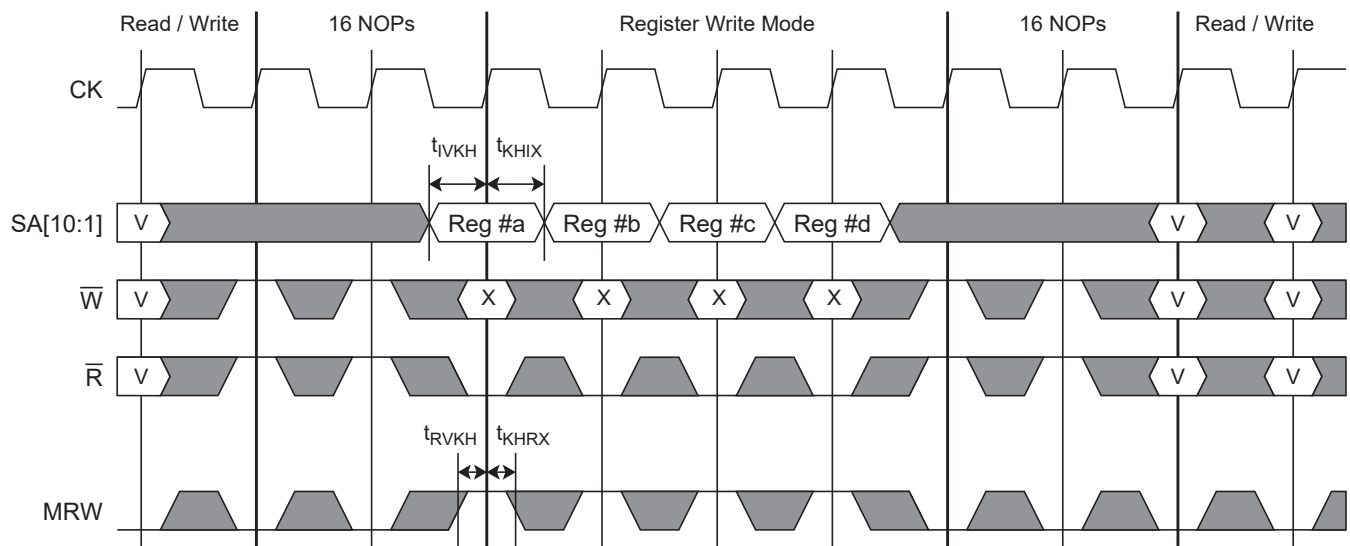 Read / Write 16 NOPs Register Write Mode 16 NOPs Read / Write
CK
tIVKH tKHIX
SA[10:1] V Reg #a Reg #b Reg #c Reg #d V V
W̅ V X X X X V V
R̅ V V V
tRVKH tKHRX
MRW